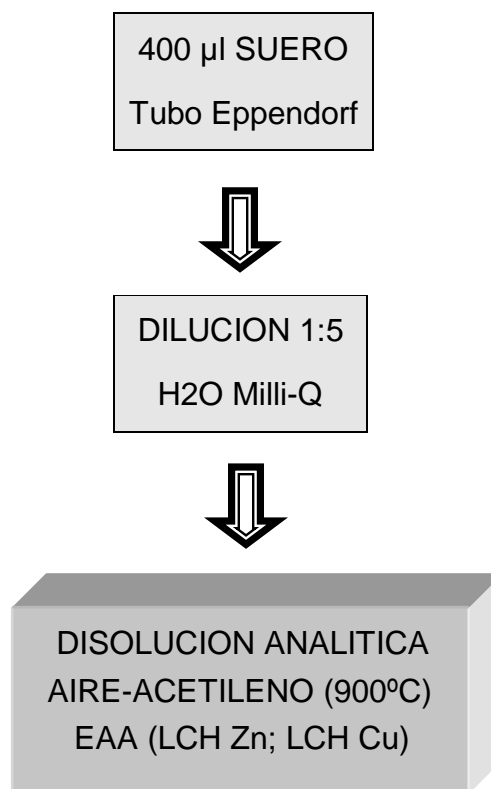 400 µl SUERO
Tubo Eppendorf
DILUCION 1:5
H2O Milli-Q
DISOLUCION ANALITICA
AIRE-ACETILENO (900ºC)
EAA (LCH Zn; LCH Cu)